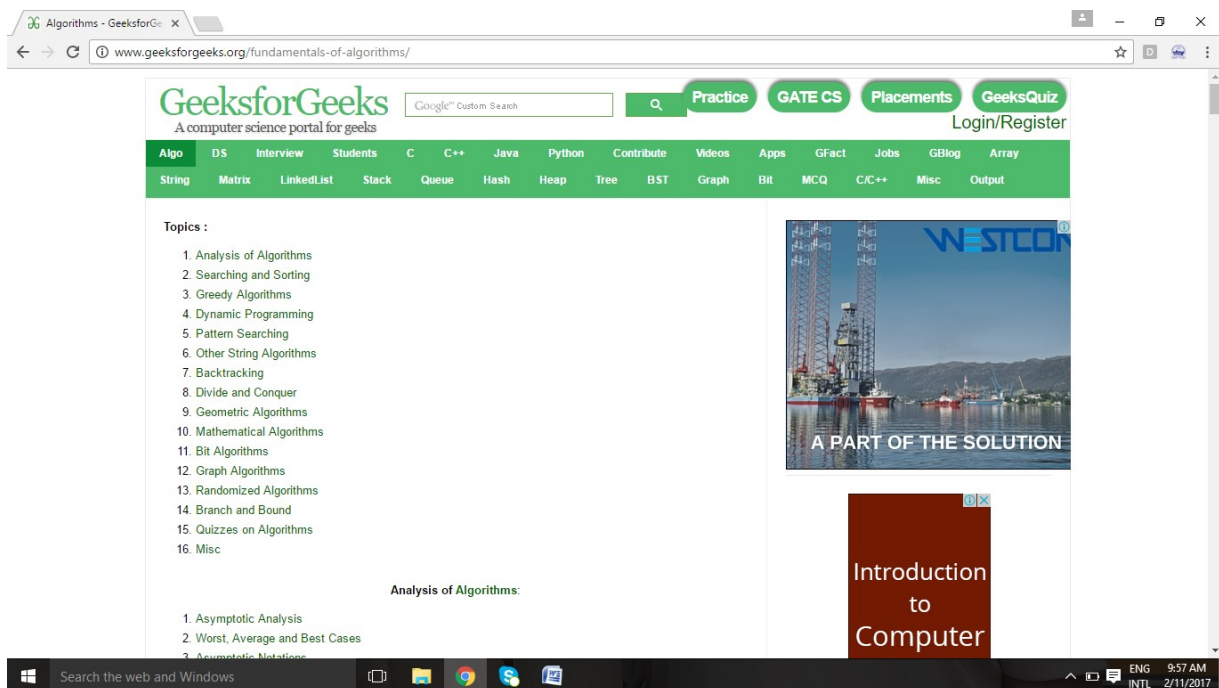 Algorithms - GeeksforGe
www.geeksforgeeks.org/fundamentals-of-algorithms/
D
GeeksforGeeks
A computer science portal for geeks
Google™ Custom Search
Practice GATE CS Placements GeeksQuiz
Login/Register
Algo DS Interview Students C C++ Java Python Contribute Videos Apps GFact Jobs GBlog Array
String Matrix LinkedList Stack Queue Hash Heap Tree BST Graph Bit MCQ C/C++ Misc Output
Topics :
1. Analysis of Algorithms
2. Searching and Sorting
3. Greedy Algorithms
4. Dynamic Programming
5. Pattern Searching
6. Other String Algorithms
7. Backtracking
8. Divide and Conquer
9. Geometric Algorithms
10. Mathematical Algorithms
11. Bit Algorithms
12. Graph Algorithms
13. Randomized Algorithms
14. Branch and Bound
15. Quizzes on Algorithms
16. Misc
Analysis of Algorithms:
1. Asymptotic Analysis
2. Worst, Average and Best Cases
3. Asymptotic Notations
WESTCON
A PART OF THE SOLUTION
Introduction
to
Computer
Search the web and Windows
ENG 9:57 AM
INTL 2/11/2017